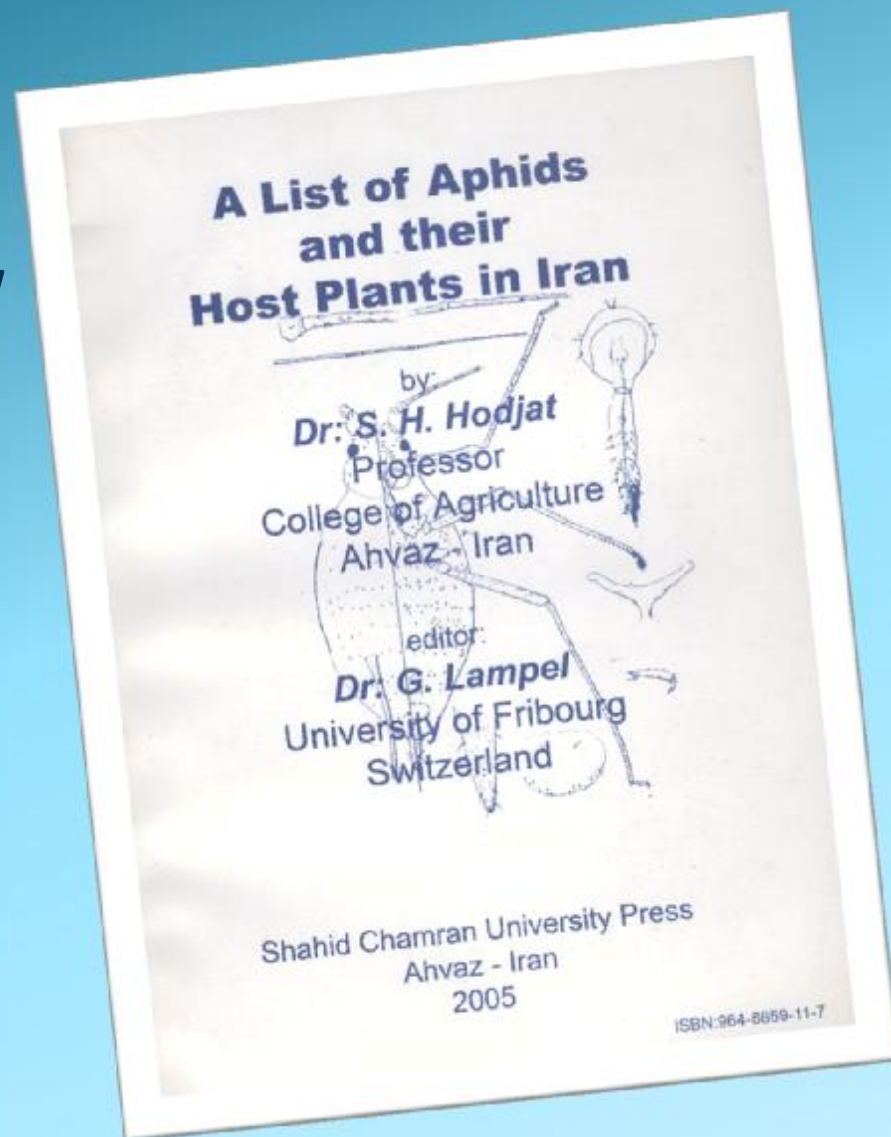 A List of Aphids
and their
Host Plants in Iran
by:
Dr: S. H. Hodjat
Professor
College of Agriculture
Ahvaz - Iran
editor:
Dr: G. Lampel
University of Fribourg
Switzerland
Shahid Chamran University Press
Ahvaz - Iran
2005
ISBN:964-6659-11-7